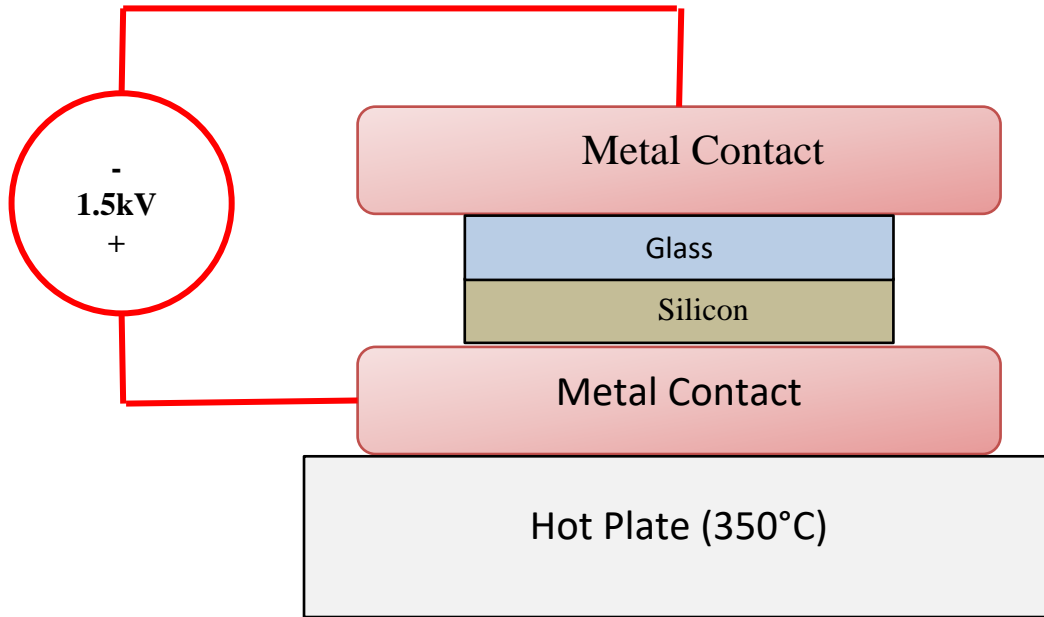 -
1.5kV
+
Metal Contact
Glass
Silicon
Metal Contact
Hot Plate (350°C)